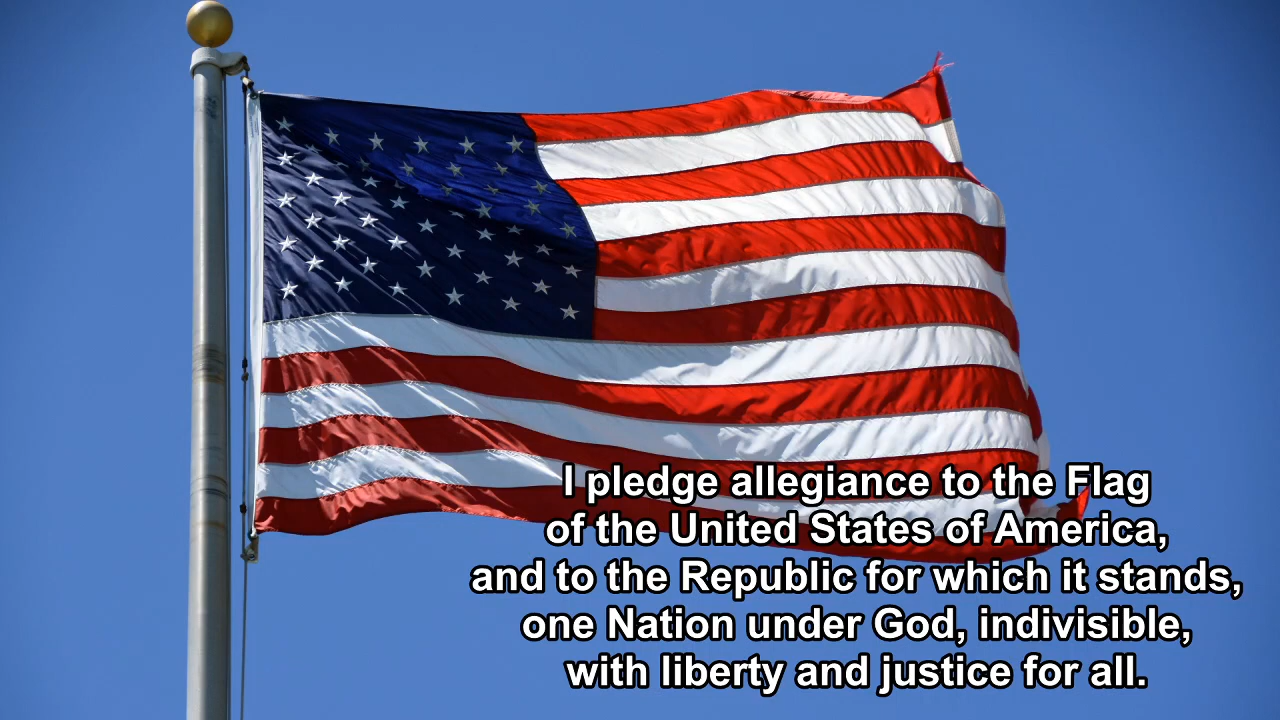 I pledge allegiance to the Flag
of the United States of America,
and to the Republic for which it stands,
one Nation under God, indivisible,
with liberty and justice for all.